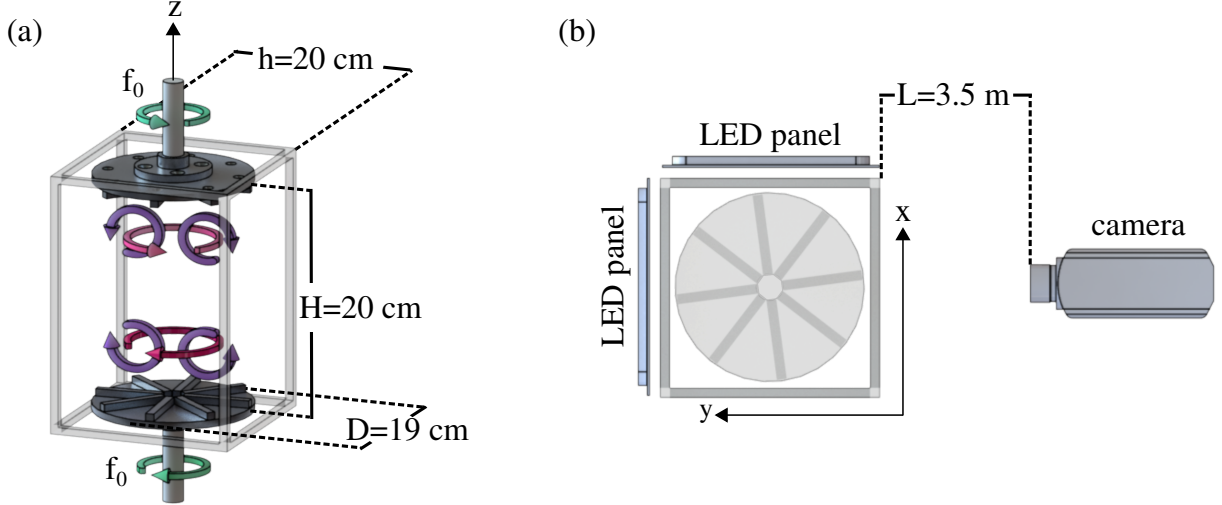 (a)
z
h=20 cm
f₀
H=20 cm
D=19 cm
f₀
(b)
L=3.5 m
LED panel
LED panel
x
camera
y